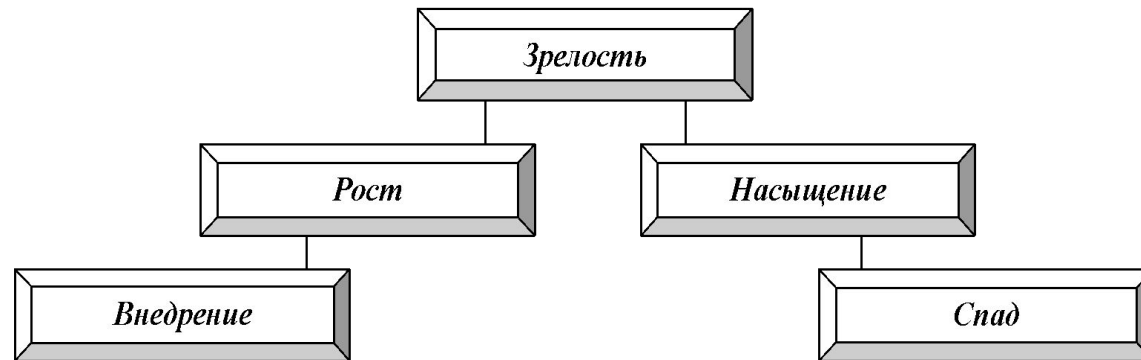 Зрелость
Рост
Насыщение
Внедрение
Спад